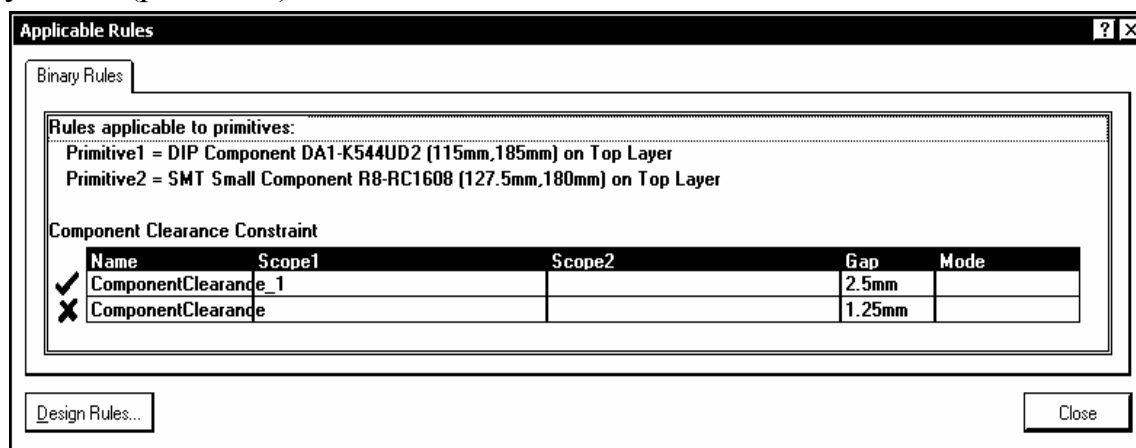 Applicable Rules
Binary Rules
Rules applicable to primitives:
Primitive1 = DIP Component DA1-K544UD2 (115mm,185mm) on Top Layer
Primitive2 = SMT Small Component R8-RC1608 (127.5mm,180mm) on Top Layer
Component Clearance Constraint
Name Scope1 Scope2 Gap Mode
ComponentClearance_1 2.5mm
ComponentClearance 1.25mm
Design Rules... Close